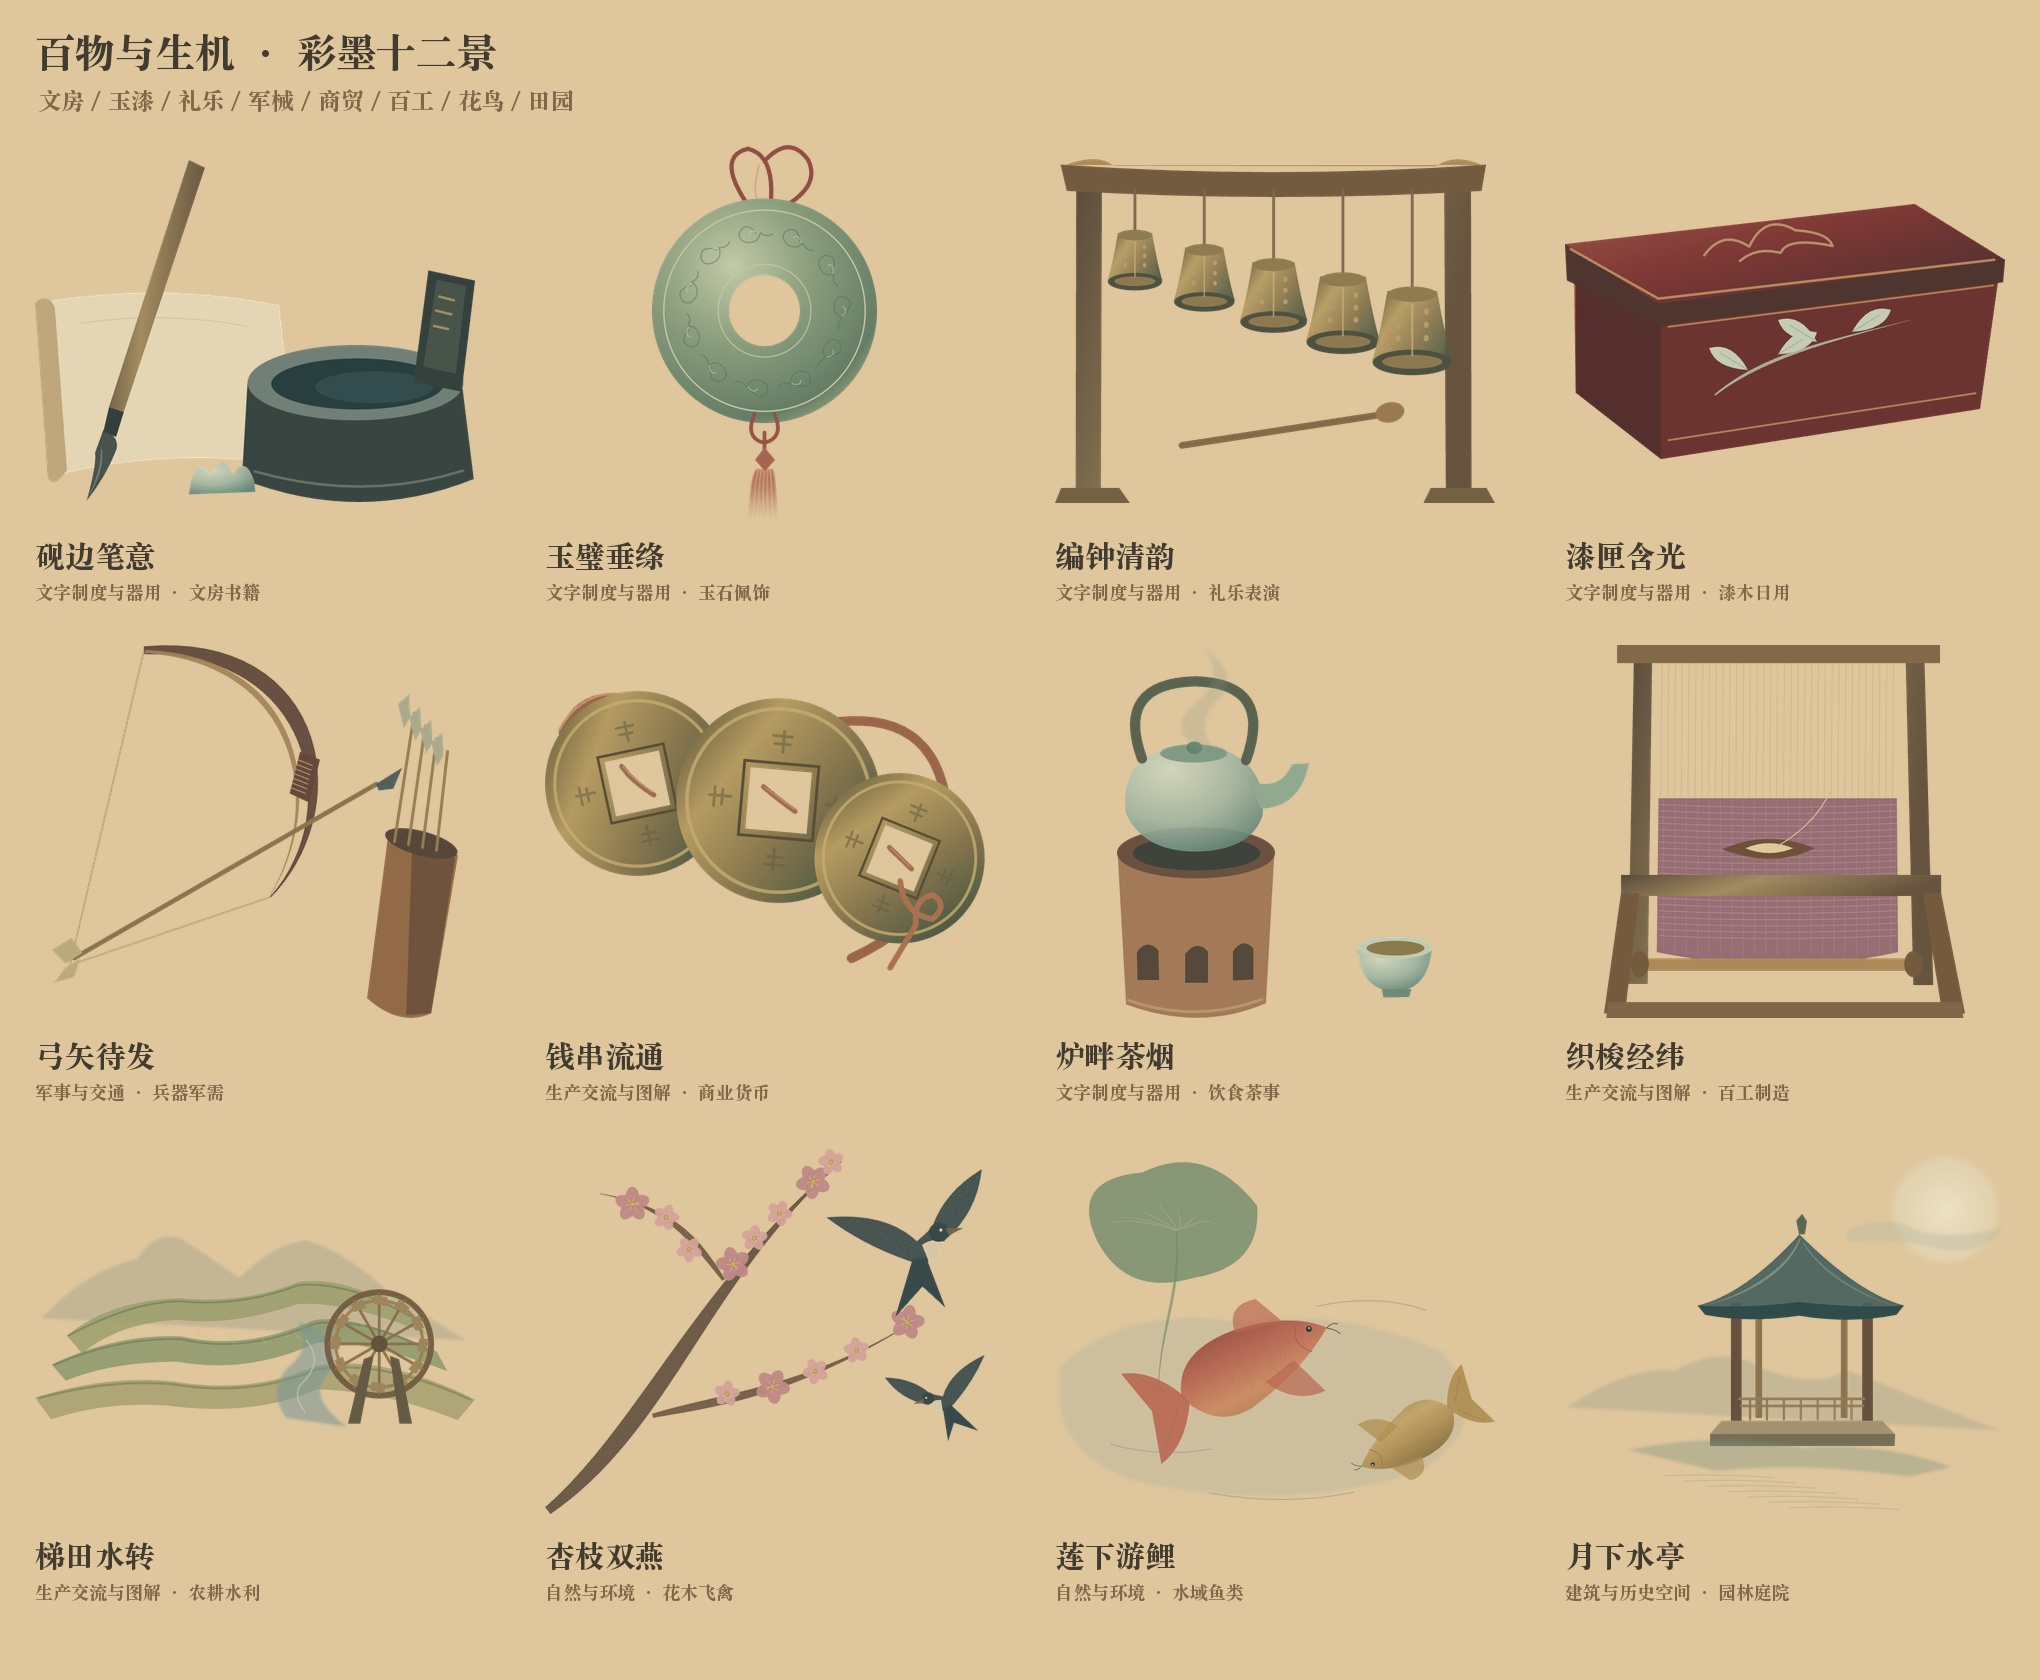 百物与生机 · 彩墨十二景
文房 / 玉漆 / 礼乐 / 军械 / 商贸 / 百工 / 花鸟 / 田园
砚边笔意
文字制度与器用 · 文房书籍
玉璧垂绦
文字制度与器用 · 玉石佩饰
编钟清韵
文字制度与器用 · 礼乐表演
漆匣含光
文字制度与器用 · 漆木日用
弓矢待发
军事与交通 · 兵器军需
钱串流通
生产交流与图解 · 商业货币
炉畔茶烟
文字制度与器用 · 饮食茶事
织梭经纬
生产交流与图解 · 百工制造
梯田水转
生产交流与图解 · 农耕水利
杏枝双燕
自然与环境 · 花木飞禽
莲下游鲤
自然与环境 · 水域鱼类
月下水亭
建筑与历史空间 · 园林庭院